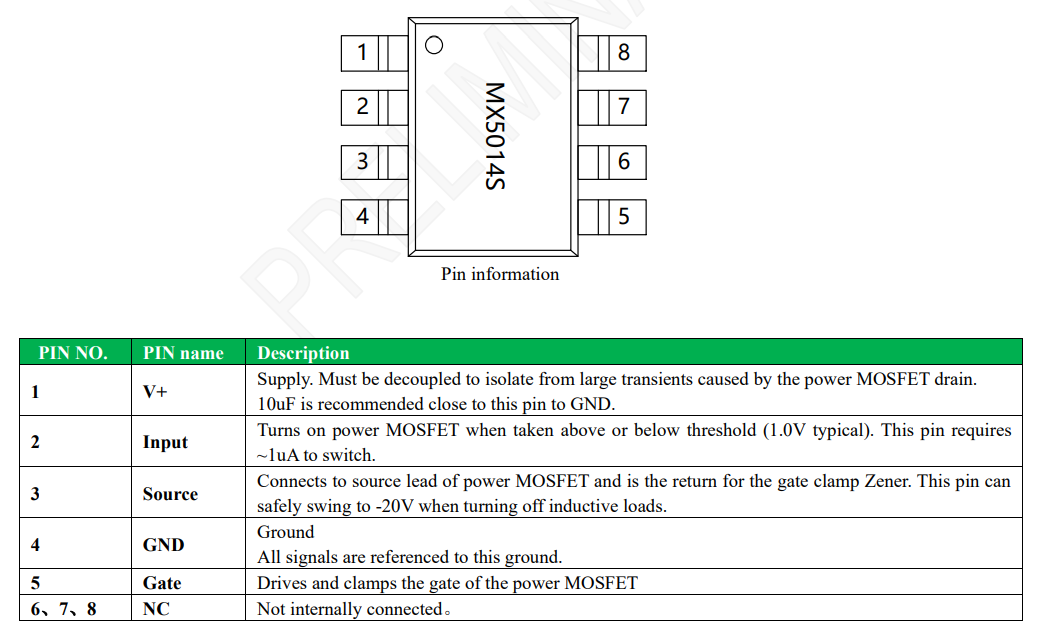 1
8
2
7
3
6
4
5
MX5014S
PRELIMINA
Pin information
PIN NO. PIN name Description
1 V+ Supply. Must be decoupled to isolate from large transients caused by the power MOSFET drain.
10uF is recommended close to this pin to GND.
2 Input Turns on power MOSFET when taken above or below threshold (1.0V typical). This pin requires
~1uA to switch.
3 Source Connects to source lead of power MOSFET and is the return for the gate clamp Zener. This pin can
safely swing to -20V when turning off inductive loads.
4 GND Ground
All signals are referenced to this ground.
5 Gate Drives and clamps the gate of the power MOSFET
6、7、8 NC Not internally connected。